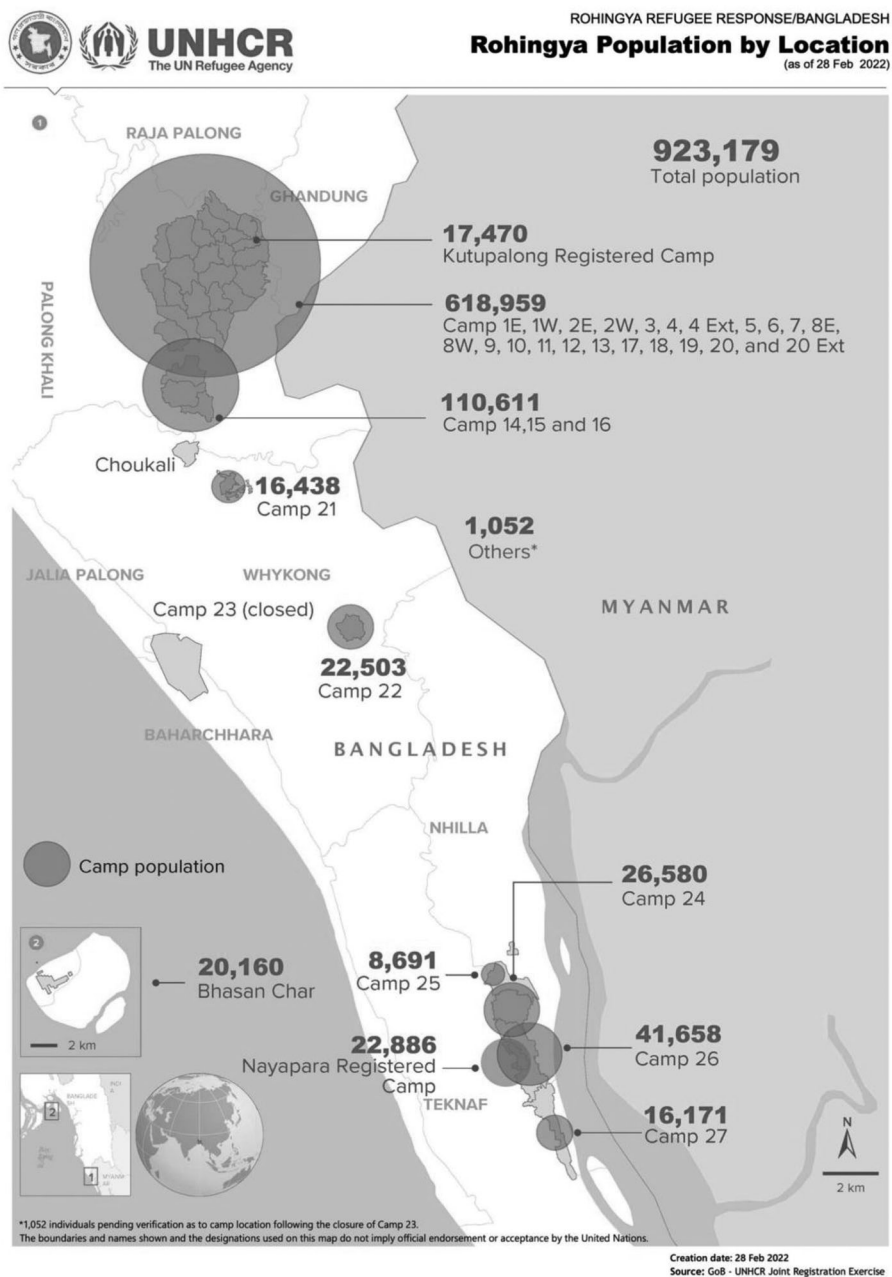 UNHCR
The UN Refugee Agency
ROHINGYA REFUGEE RESPONSE/BANGLADESH
Rohingya Population by Location
(as of 28 Feb 2022)
1
RAJA PALONG
923,179
Total population
GHANDUNG
17,470
Kutupalong Registered Camp
PALONG KHALI
618,959
Camp 1E, 1W, 2E, 2W, 3, 4, 4 Ext, 5, 6, 7, 8E,
8W, 9, 10, 11, 12, 13, 17, 18, 19, 20, and 20 Ext
110,611
Camp 14,15 and 16
Choukali
16,438
Camp 21
1,052
Others*
JALIA PALONG
WHYKONG
Camp 23 (closed)
MYANMAR
22,503
Camp 22
BAHARCHHARA
BANGLADESH
NHILLA
Camp population
26,580
Camp 24
2
20,160
Bhasan Char
8,691
Camp 25
2 km
22,886
Nayapara Registered
Camp
41,658
Camp 26
TEKNAF
16,171
Camp 27
BANGLADE
SH
INDI
A
2
1
MYANM
AR
N
2 km
*1,052 individuals pending verification as to camp location following the closure of Camp 23.
The boundaries and names shown and the designations used on this map do not imply official endorsement or acceptance by the United Nations.
Creation date: 28 Feb 2022
Source: GoB - UNHCR Joint Registration Exercise